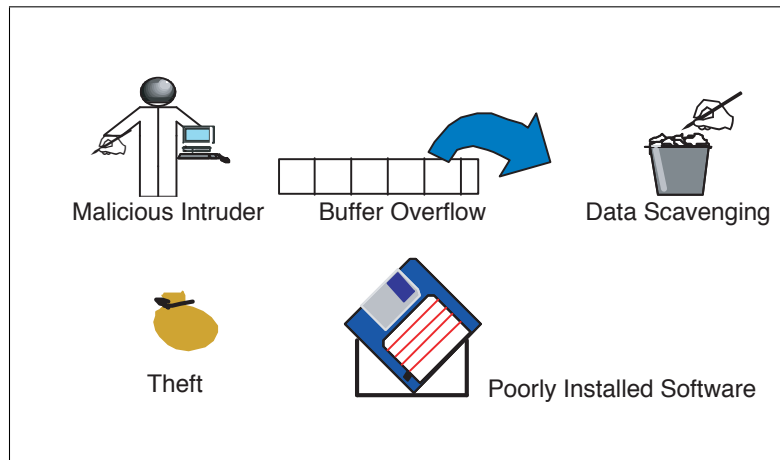 Malicious Intruder
Buffer Overflow
Data Scavenging
Theft
Poorly Installed Software